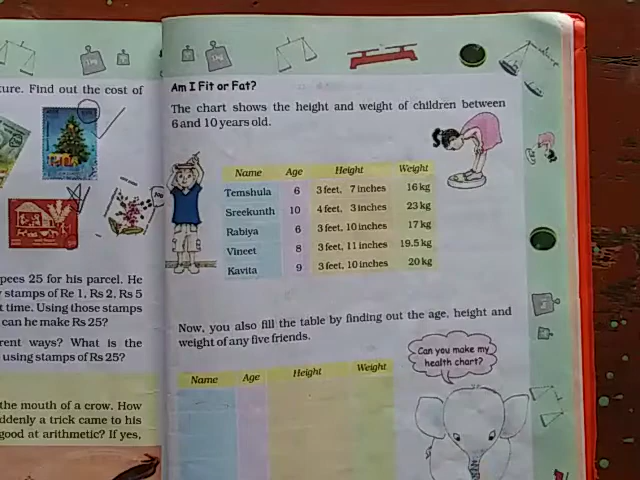 ture. Find out the cost of
pees 25 for his parcel. He
stamps of Re 1, Rs 2, Rs 5
t time. Using those stamps
can he make Rs 25?
rent ways? What is the
using stamps of Rs 25?
the mouth of a crow. How
ddenly a trick came to his
good at arithmetic? If yes,
Am I Fit or Fat?
The chart shows the height and weight of children between
6 and 10 years old.
Name Age Height Weight
Temshula 6 3 feet, 7 inches 16 kg
Sreekunth 10 4 feet, 3 inches 23 kg
Rabiya 6 3 feet, 10 inches 17 kg
Vineet 8 3 feet, 11 inches 19.5 kg
Kavita 9 3 feet, 10 inches 20 kg
Now, you also fill the table by finding out the age, height and
weight of any five friends.
Name Age Height Weight
Can you make my
health chart?